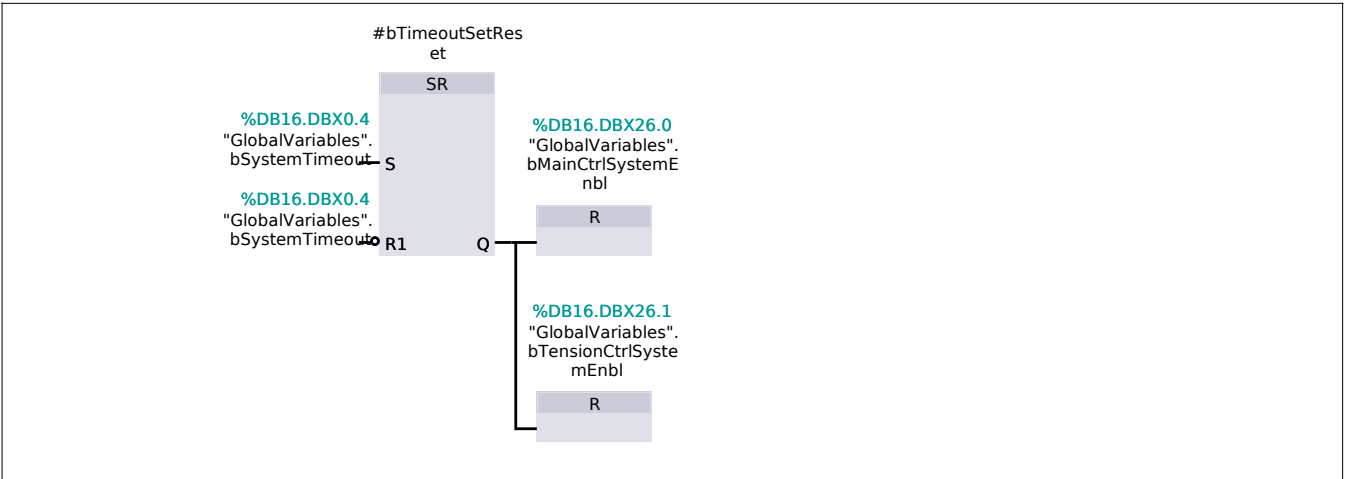 #bTimeoutSetRes
et
SR
%DB16.DBX0.4
"GlobalVariables".
bSystemTimeout
S
%DB16.DBX0.4
"GlobalVariables".
bSystemTimeout
R1
Q
%DB16.DBX26.0
"GlobalVariables".
bMainCtrlSystemE
nbl
R
%DB16.DBX26.1
"GlobalVariables".
bTensionCtrlSyste
mEnbl
R